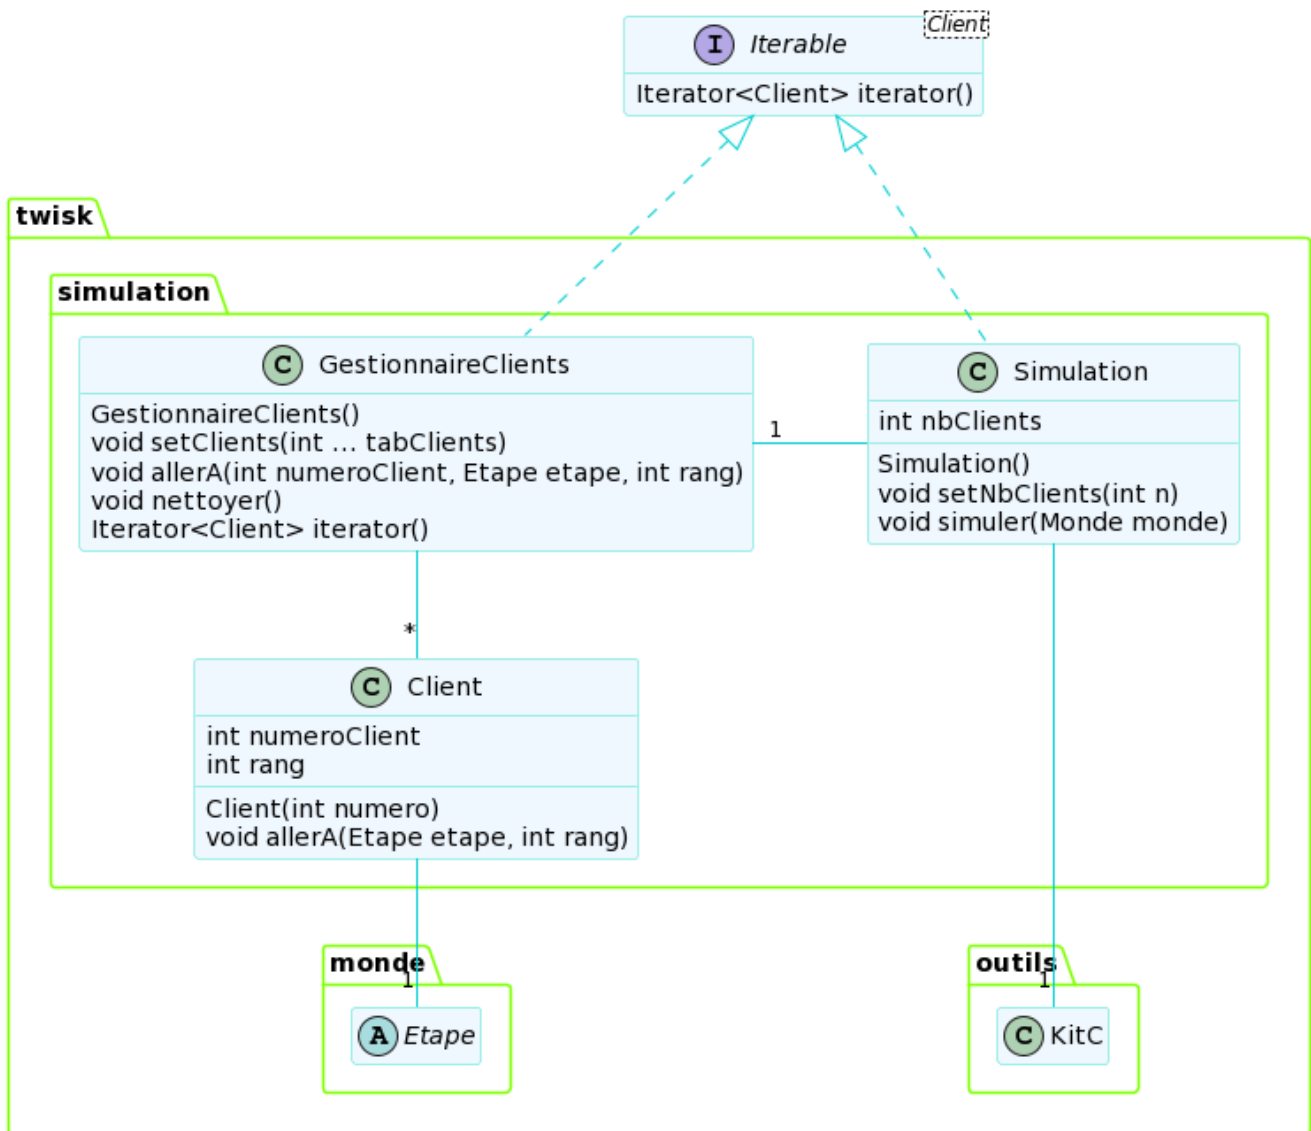 Client
I Iterable
Iterator<Client> iterator()
twisk
simulation
C GestionnaireClients
GestionnaireClients()
void setClients(int ... tabClients)
void allerA(int numeroClient, Etape etape, int rang)
void nettoyer()
Iterator<Client> iterator()
1
C Simulation
int nbClients
Simulation()
void setNbClients(int n)
void simuler(Monde monde)
*
C Client
int numeroClient
int rang
Client(int numero)
void allerA(Etape etape, int rang)
monde
1
A Etape
outils
1
C KitC